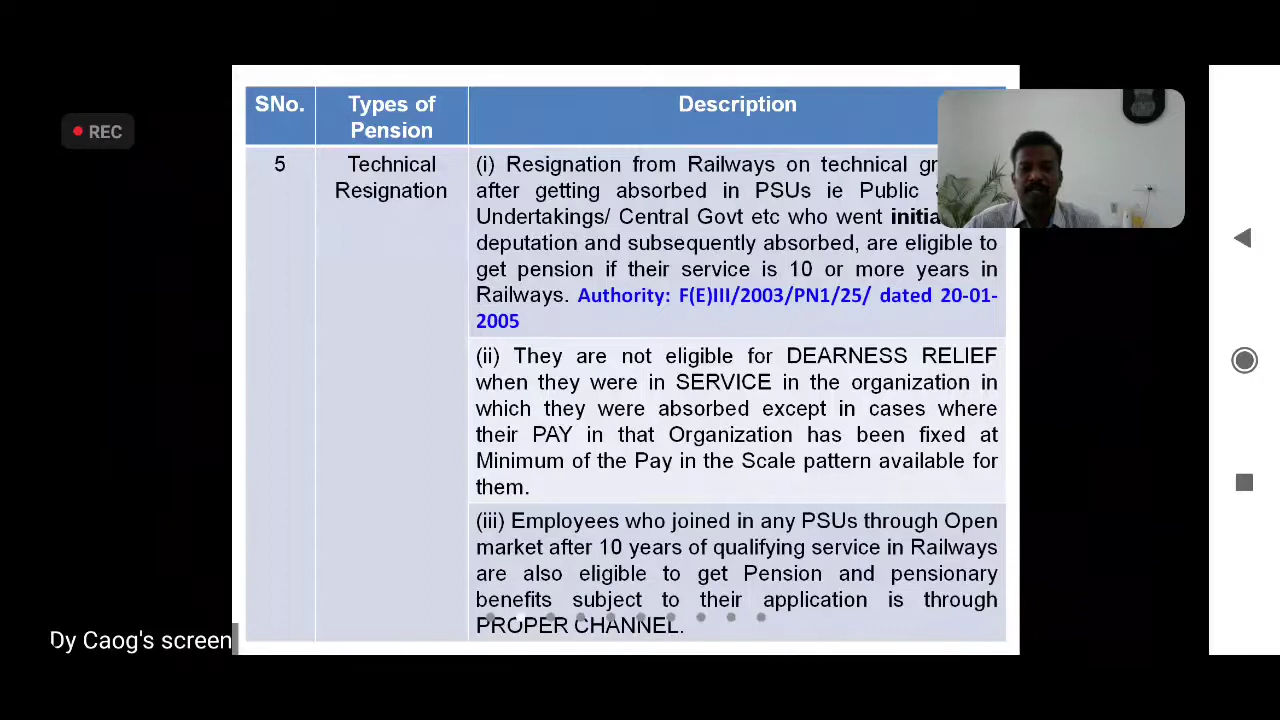 SNo.
Types of
Pension
Description
REC
5
Technical
Resignation
(i) Resignation from Railways on technical
after getting absorbed in PSUs ie Public
Undertakings/ Central Govt etc who went
deputation and subsequently absorbed, are eligible to
get pension if their service is 10 or more years in
Railways. Authority: F(E)III/2003/PN1/25/ dated 20-01-
2005
(ii) They are not eligible for DEARNESS RELIEF
when they were in SERVICE in the organization in
which they were absorbed except in cases where
their PAY in that Organization has been fixed at
Minimum of the Pay in the Scale pattern available for
them.
(iii) Employees who joined in any PSUs through Open
market after 10 years of qualifying service in Railways
are also eligible to get Pension and pensionary
benefits subject to their application is through
PROPER CHANNEL.
Dy Caog's screen